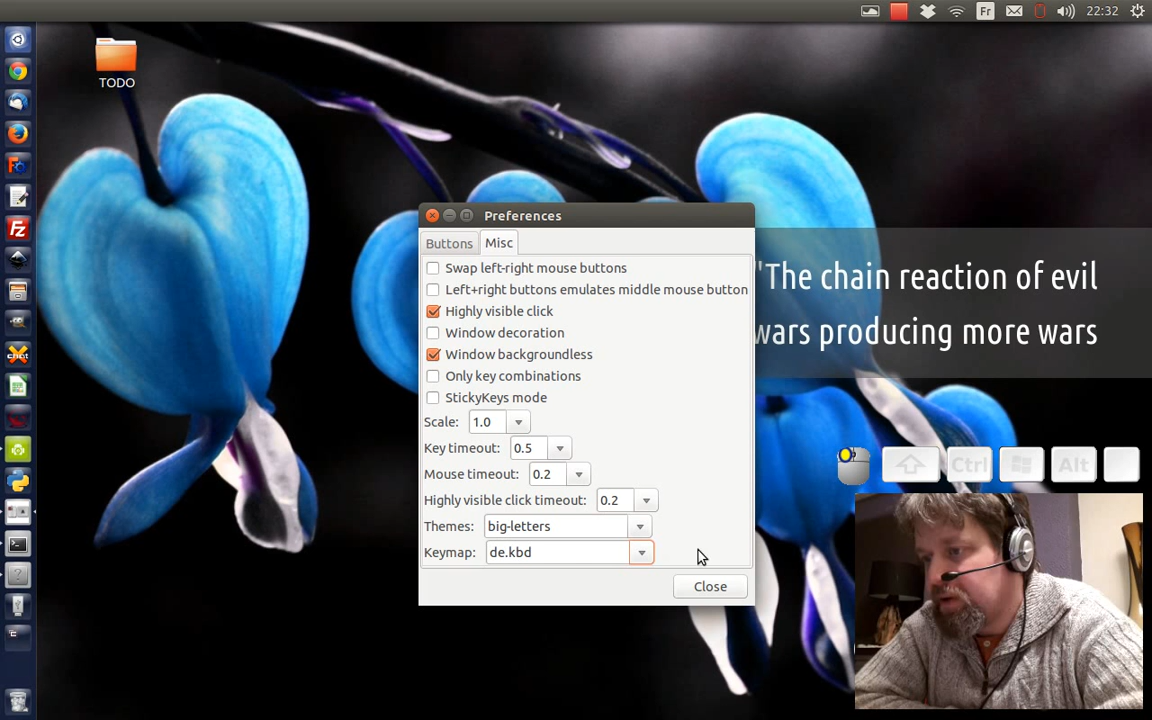 Fr
22:32
TODO
Preferences
Buttons
Misc
Swap left-right mouse buttons
Left+right buttons emulates middle mouse button
Highly visible click
Window decoration
Window backgroundless
Only key combinations
StickyKeys mode
Scale: 1.0
Key timeout: 0.5
Mouse timeout: 0.2
Highly visible click timeout: 0.2
Themes: big-letters
Keymap: de.kbd
Close
"The chain reaction of evil
wars producing more wars
Ctrl
Alt
Fz